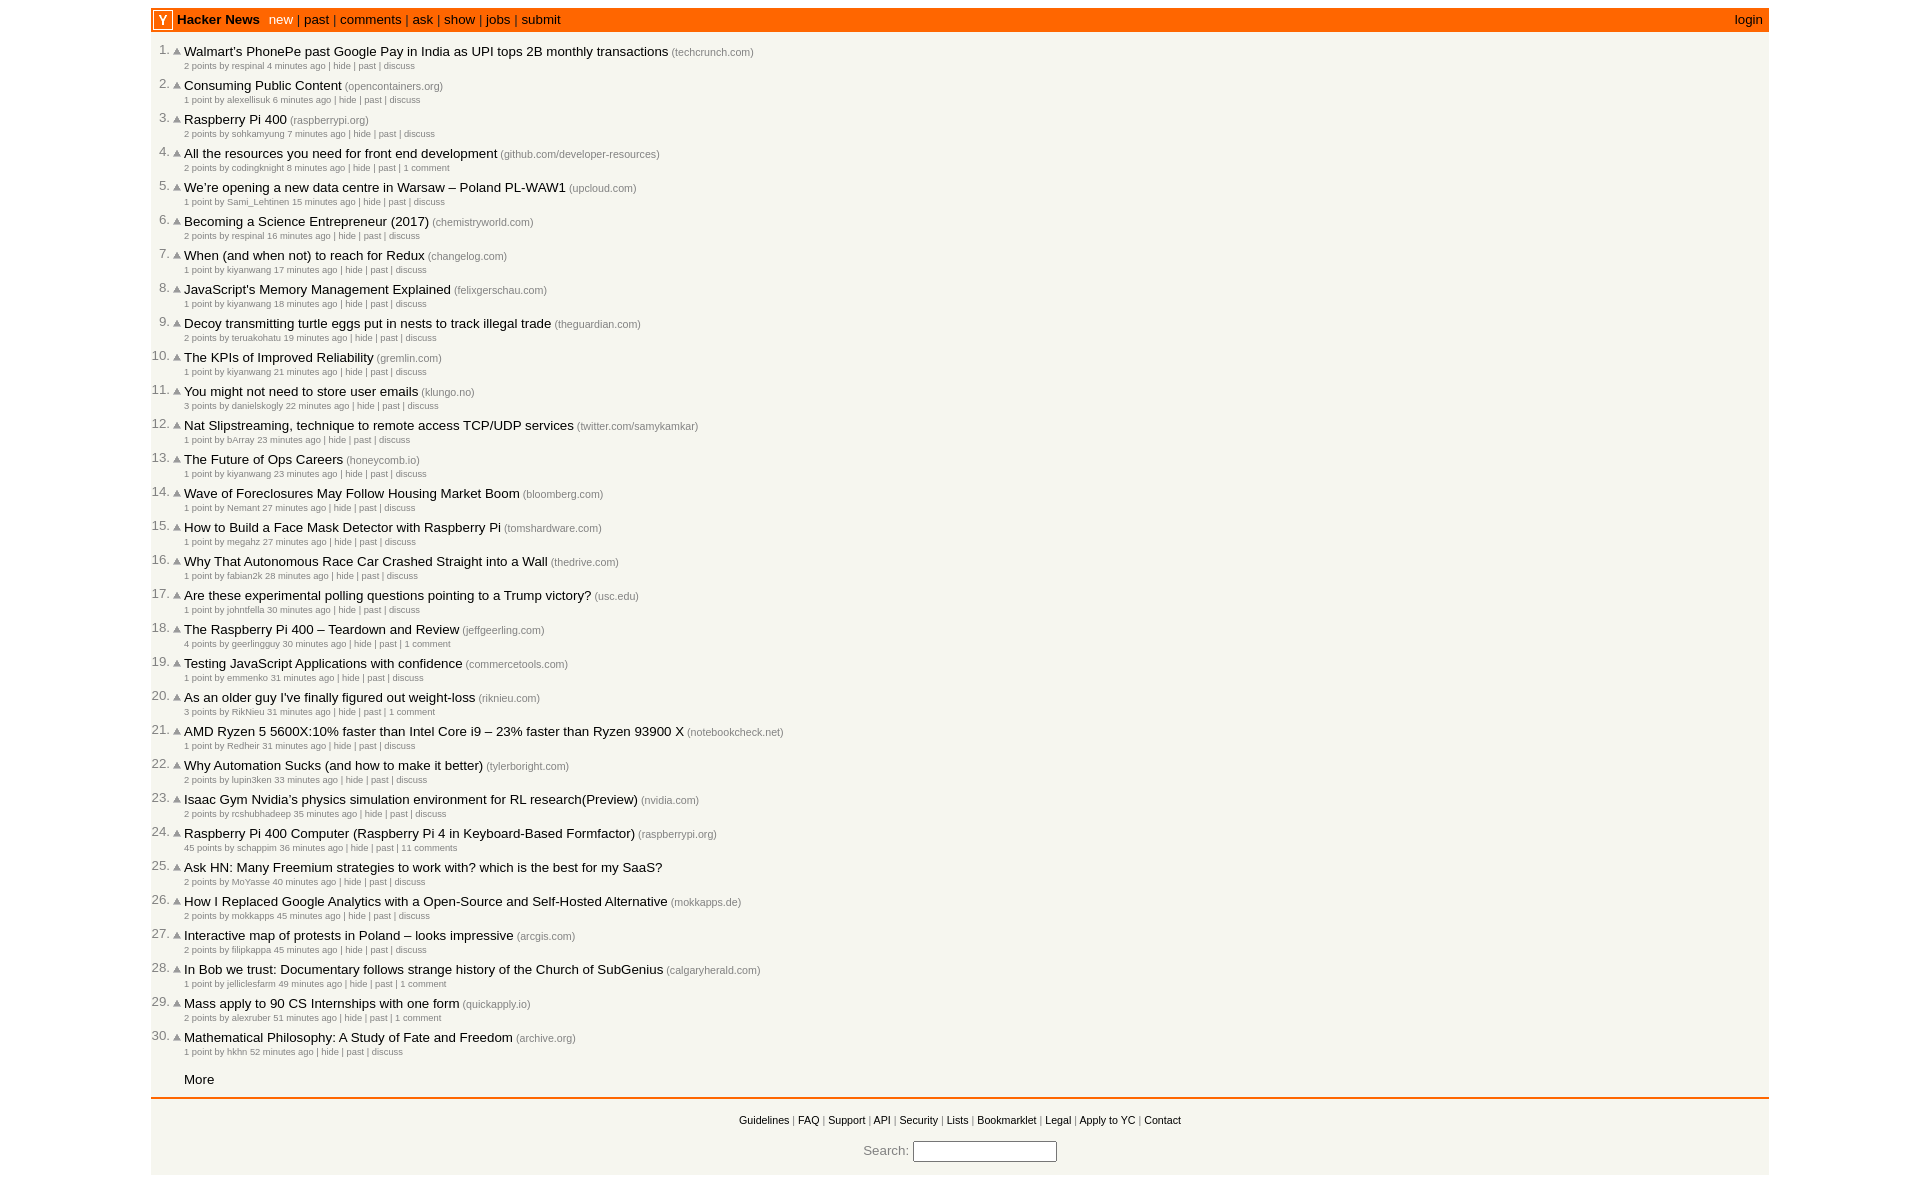 Y Hacker News new | past | comments | ask | show | jobs | submit login
1. Walmart's PhonePe past Google Pay in India as UPI tops 2B monthly transactions (techcrunch.com)
2 points by respinal 4 minutes ago | hide | past | discuss
2. Consuming Public Content (opencontainers.org)
1 point by alexellisuk 6 minutes ago | hide | past | discuss
3. Raspberry Pi 400 (raspberrypi.org)
2 points by sohkamyung 7 minutes ago | hide | past | discuss
4. All the resources you need for front end development (github.com/developer-resources)
2 points by codingknight 8 minutes ago | hide | past | 1 comment
5. We’re opening a new data centre in Warsaw – Poland PL-WAW1 (upcloud.com)
1 point by Sami_Lehtinen 15 minutes ago | hide | past | discuss
6. Becoming a Science Entrepreneur (2017) (chemistryworld.com)
2 points by respinal 16 minutes ago | hide | past | discuss
7. When (and when not) to reach for Redux (changelog.com)
1 point by kiyanwang 17 minutes ago | hide | past | discuss
8. JavaScript's Memory Management Explained (felixgerschau.com)
1 point by kiyanwang 18 minutes ago | hide | past | discuss
9. Decoy transmitting turtle eggs put in nests to track illegal trade (theguardian.com)
2 points by teruakohatu 19 minutes ago | hide | past | discuss
10. The KPIs of Improved Reliability (gremlin.com)
1 point by kiyanwang 21 minutes ago | hide | past | discuss
11. You might not need to store user emails (klungo.no)
3 points by danielskogly 22 minutes ago | hide | past | discuss
12. Nat Slipstreaming, technique to remote access TCP/UDP services (twitter.com/samykamkar)
1 point by bArray 23 minutes ago | hide | past | discuss
13. The Future of Ops Careers (honeycomb.io)
1 point by kiyanwang 23 minutes ago | hide | past | discuss
14. Wave of Foreclosures May Follow Housing Market Boom (bloomberg.com)
1 point by Nemant 27 minutes ago | hide | past | discuss
15. How to Build a Face Mask Detector with Raspberry Pi (tomshardware.com)
1 point by megahz 27 minutes ago | hide | past | discuss
16. Why That Autonomous Race Car Crashed Straight into a Wall (thedrive.com)
1 point by fabian2k 28 minutes ago | hide | past | discuss
17. Are these experimental polling questions pointing to a Trump victory? (usc.edu)
1 point by johntfella 30 minutes ago | hide | past | discuss
18. The Raspberry Pi 400 – Teardown and Review (jeffgeerling.com)
4 points by geerlingguy 30 minutes ago | hide | past | 1 comment
19. Testing JavaScript Applications with confidence (commercetools.com)
1 point by emmenko 31 minutes ago | hide | past | discuss
20. As an older guy I've finally figured out weight-loss (riknieu.com)
3 points by RikNieu 31 minutes ago | hide | past | 1 comment
21. AMD Ryzen 5 5600X:10% faster than Intel Core i9 – 23% faster than Ryzen 93900 X (notebookcheck.net)
1 point by Redheir 31 minutes ago | hide | past | discuss
22. Why Automation Sucks (and how to make it better) (tylerboright.com)
2 points by lupin3ken 33 minutes ago | hide | past | discuss
23. Isaac Gym Nvidia’s physics simulation environment for RL research(Preview) (nvidia.com)
2 points by rcshubhadeep 35 minutes ago | hide | past | discuss
24. Raspberry Pi 400 Computer (Raspberry Pi 4 in Keyboard-Based Formfactor) (raspberrypi.org)
45 points by schappim 36 minutes ago | hide | past | 11 comments
25. Ask HN: Many Freemium strategies to work with? which is the best for my SaaS?
2 points by MoYasse 40 minutes ago | hide | past | discuss
26. How I Replaced Google Analytics with a Open-Source and Self-Hosted Alternative (mokkapps.de)
2 points by mokkapps 45 minutes ago | hide | past | discuss
27. Interactive map of protests in Poland – looks impressive (arcgis.com)
2 points by filipkappa 45 minutes ago | hide | past | discuss
28. In Bob we trust: Documentary follows strange history of the Church of SubGenius (calgaryherald.com)
1 point by jelliclesfarm 49 minutes ago | hide | past | 1 comment
29. Mass apply to 90 CS Internships with one form (quickapply.io)
2 points by alexruber 51 minutes ago | hide | past | 1 comment
30. Mathematical Philosophy: A Study of Fate and Freedom (archive.org)
1 point by hkhn 52 minutes ago | hide | past | discuss
More
Guidelines | FAQ | Support | API | Security | Lists | Bookmarklet | Legal | Apply to YC | Contact
Search: